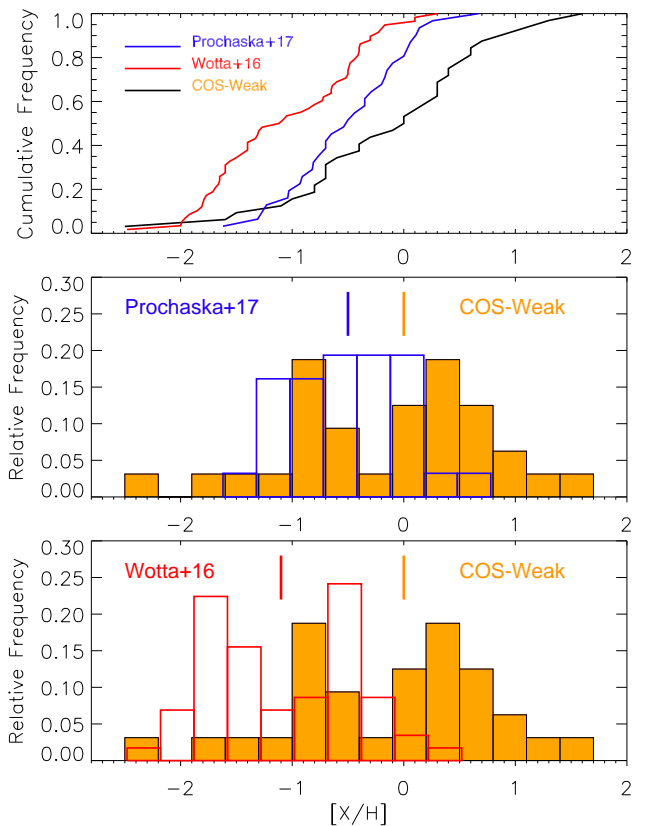 1.0
0.8
0.6
0.4
0.2
0.0
Cumulative Frequency
Prochaska+17
Wotta+16
COS-Weak
-2 -1 0 1 2
0.30
0.25
0.20
0.15
0.10
0.05
0.00
Relative Frequency
Prochaska+17 COS-Weak
-2 -1 0 1 2
0.30
0.25
0.20
0.15
0.10
0.05
0.00
Relative Frequency
Wotta+16 COS-Weak
-2 -1 0 1 2
[X/H]